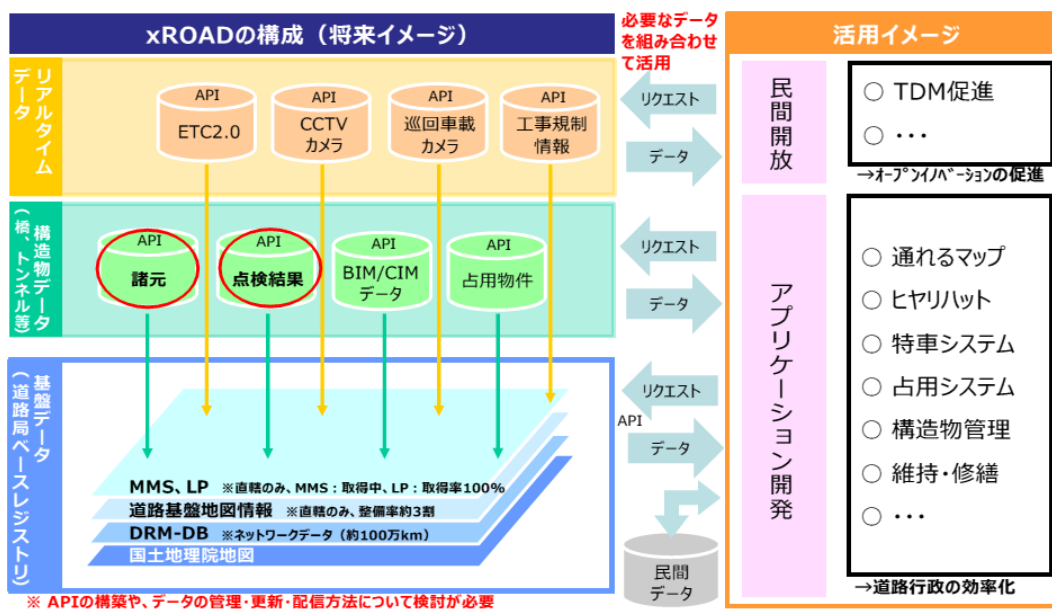 xROADの構成（将来イメージ）
必要なデータ
を組み合わせ
て活用
活用イメージ
リアルタイム
データ
API
ETC2.0
API
CCTV
カメラ
API
巡回車載
カメラ
API
工事規制
情報
リクエスト
データ
民間開放
○ TDM促進
○ ・・・
→ｵｰﾌﾟﾝｲﾉﾍﾞｰｼｮﾝの促進
構造物データ
（橋、トンネル等）
API
諸元
API
点検結果
API
BIM/CIM
データ
API
占用物件
リクエスト
データ
アプリケーション開発
○ 通れるマップ
○ ヒヤリハット
○ 特車システム
○ 占用システム
○ 構造物管理
○ 維持・修繕
○ ・・・
→道路行政の効率化
基盤データ
（道路局ベースレジストリ）
MMS、LP ※直轄のみ、MMS：取得中、LP：取得率100%
道路基盤地図情報 ※直轄のみ、整備率約3割
DRM-DB ※ネットワークデータ（約100万km）
国土地理院地図
リクエスト
API
データ
民間
データ
※ APIの構築や、データの管理・更新・配信方法について検討が必要